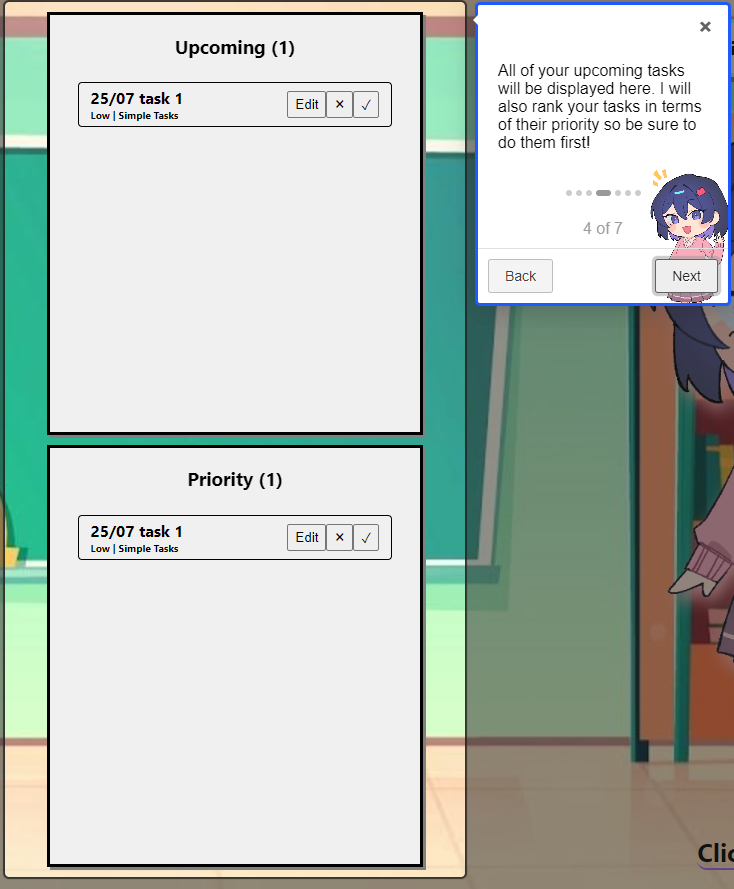 Upcoming (1)
25/07 task 1
Low | Simple Tasks
Edit ✕ ✓
Priority (1)
25/07 task 1
Low | Simple Tasks
Edit ✕ ✓
×
All of your upcoming tasks
will be displayed here. I will
also rank your tasks in terms
of their priority so be sure to
do them first!
4 of 7
Back
Next